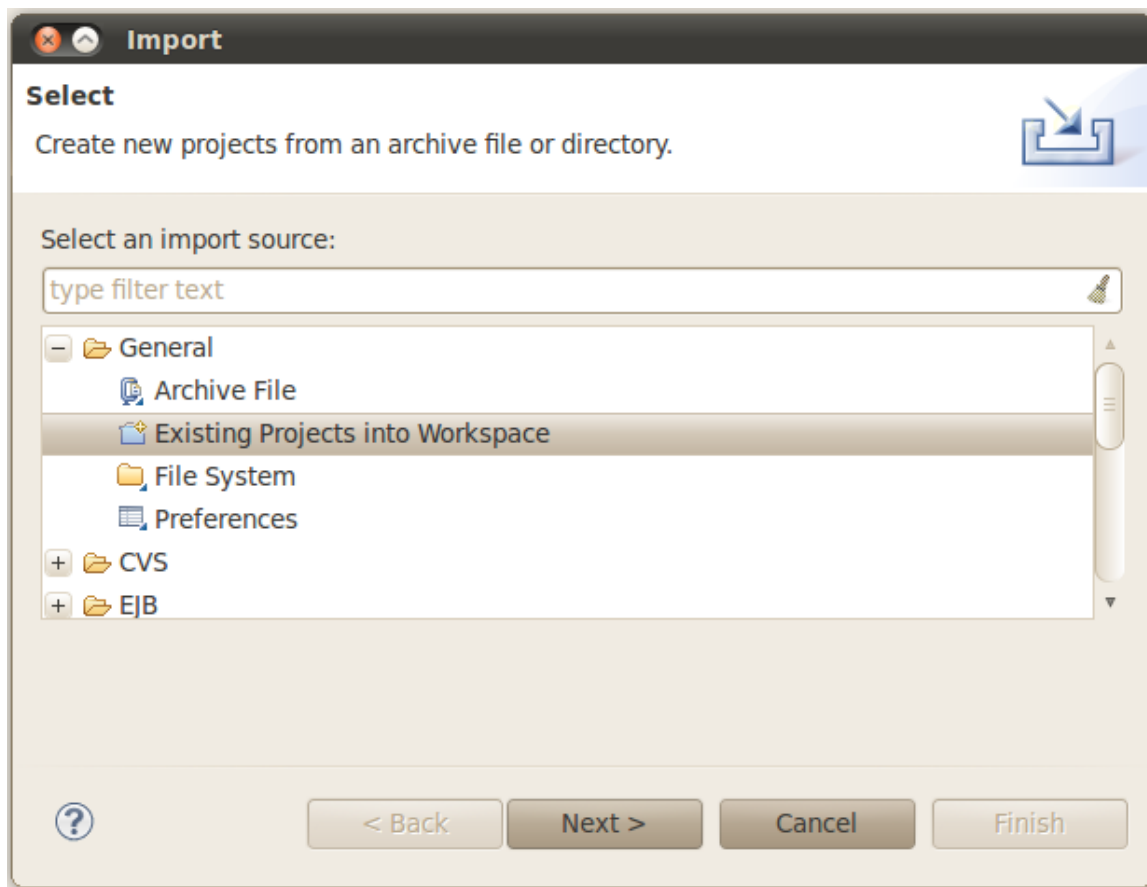 Import
Select
Create new projects from an archive file or directory.
Select an import source:
type filter text
General
Archive File
Existing Projects into Workspace
File System
Preferences
CVS
EJB
< Back Next > Cancel Finish